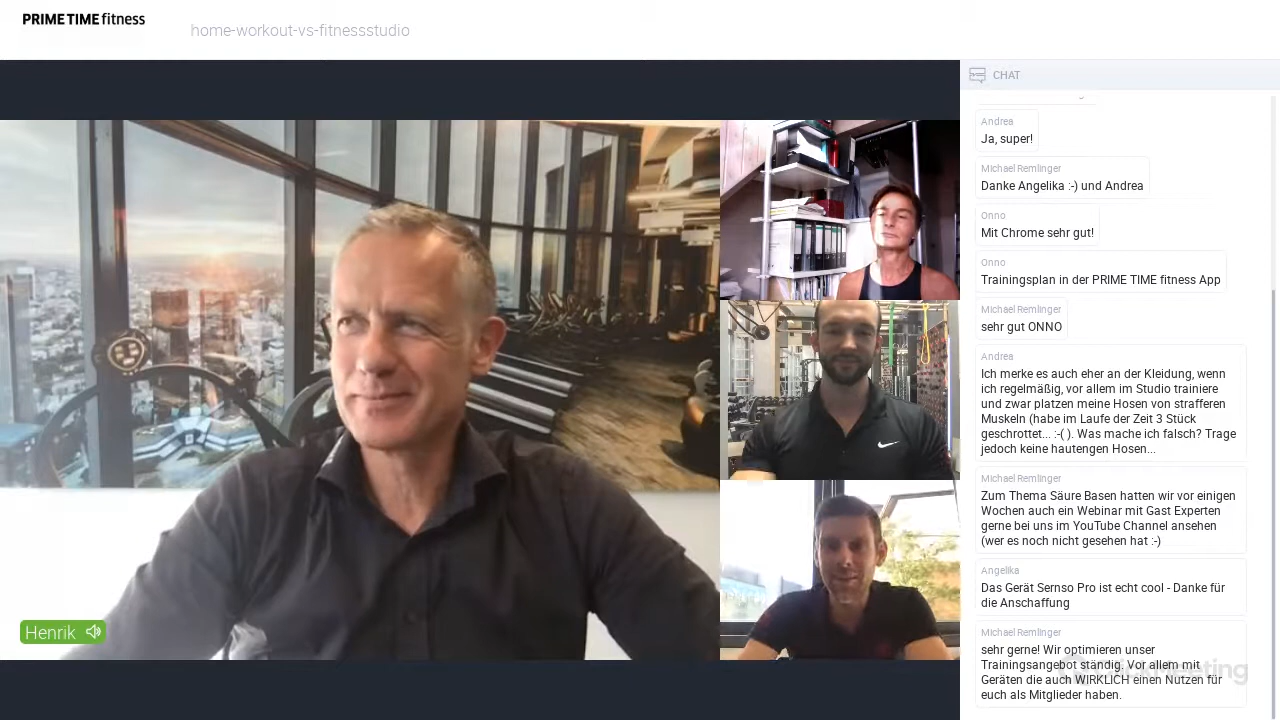 PRIME TIME fitness
home-workout-vs-fitnessstudio
CHAT
Andrea
Ja, super!
Michael Remlinger
Danke Angelika :-) und Andrea
Onno
Mit Chrome sehr gut!
Onno
Trainingsplan in der PRIME TIME fitness App
Michael Remlinger
sehr gut ONNO
Andrea
Ich merke es auch eher an der Kleidung, wenn
ich regelmäßig, vor allem im Studio trainiere
und zwar platzen meine Hosen von strafferen
Muskeln (habe im Laufe der Zeit 3 Stück
geschrottet... :-( ). Was mache ich falsch? Trage
jedoch keine hautengen Hosen...
Michael Remlinger
Zum Thema Säure Basen hatten wir vor einigen
Wochen auch ein Webinar mit Gast Experten
gerne bei uns im YouTube Channel ansehen
(wer es noch nicht gesehen hat :-)
Angelika
Das Gerät Sernso Pro ist echt cool - Danke für
die Anschaffung
Michael Remlinger
sehr gerne! Wir optimieren unser
Trainingsangebot ständig. Vor allem mit
Geräten die auch WIRKLICH einen Nutzen für
euch als Mitglieder haben.
Henrik